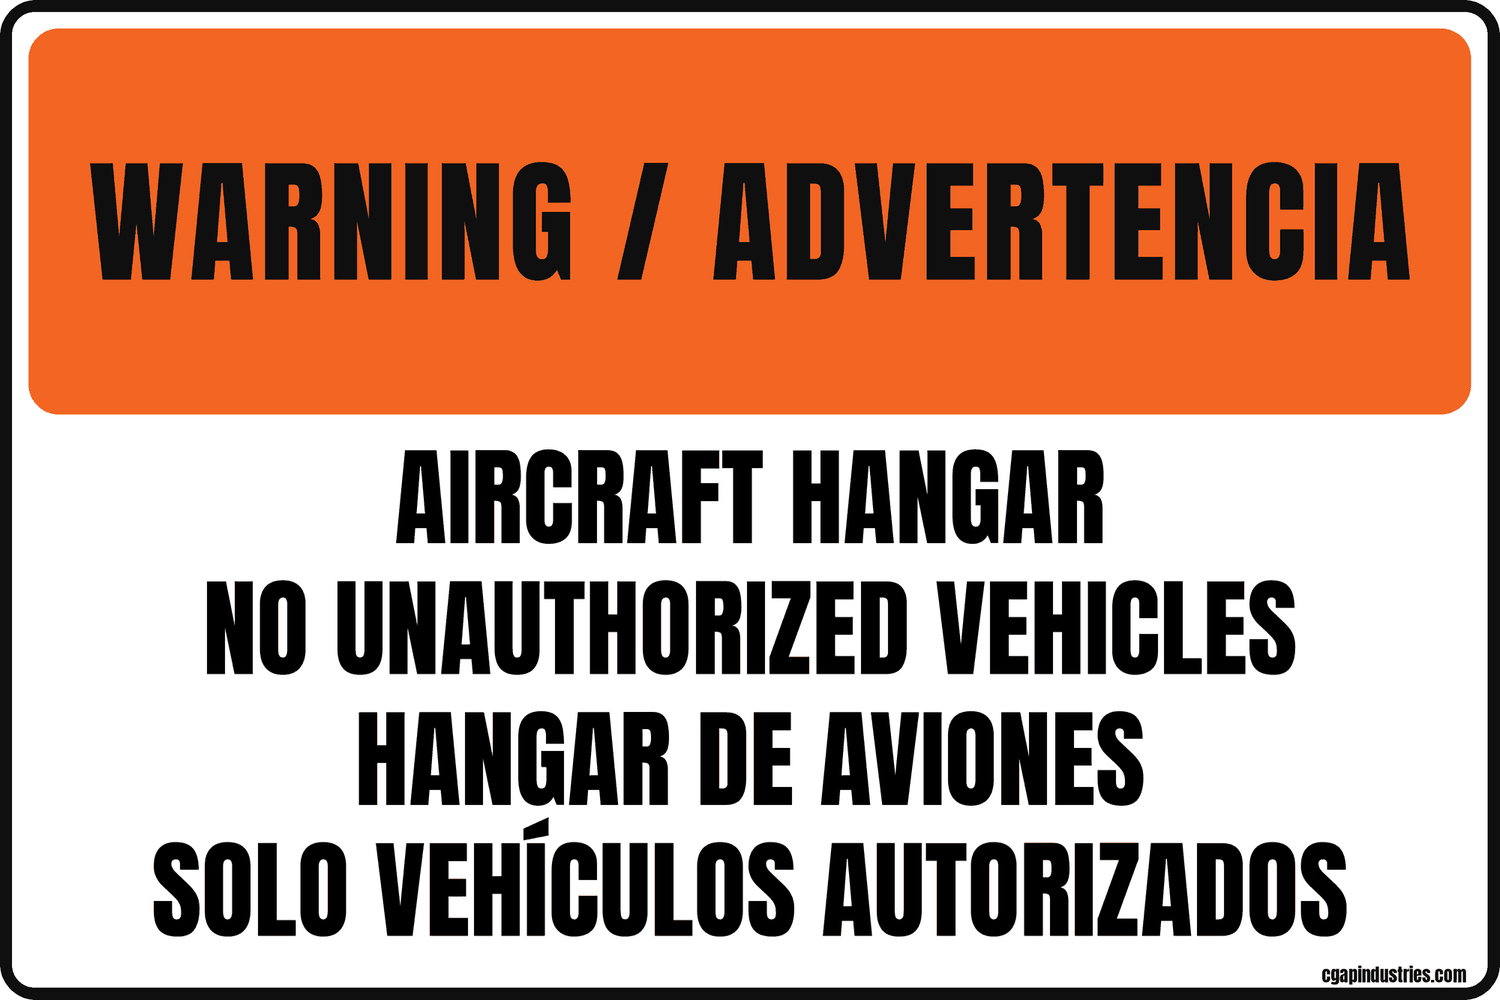 WARNING / ADVERTENCIA
AIRCRAFT HANGAR
NO UNAUTHORIZED VEHICLES
HANGAR DE AVIONES
SOLO VEHÍCULOS AUTORIZADOS
cgapindustries.com